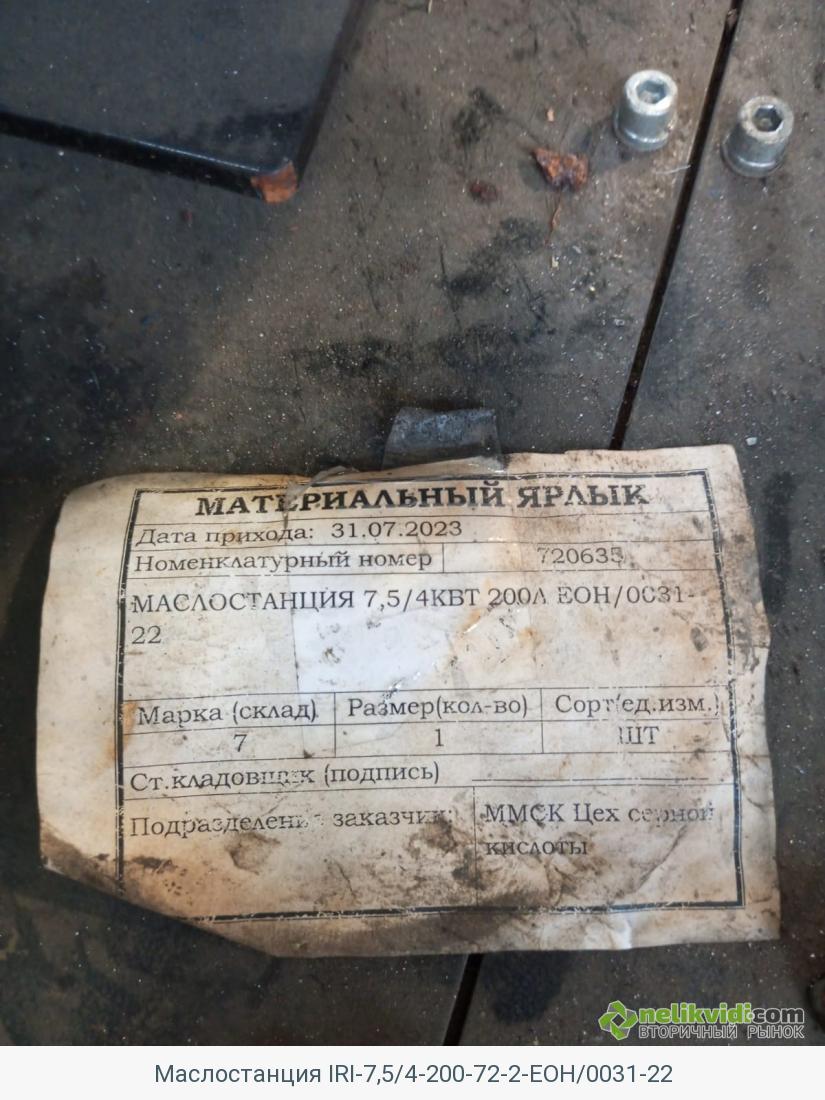 МАТЕРИАЛЬНЫЙ ЯРЛЫК
Дата прихода: 31.07.2023
Номенклатурный номер 720635
МАСЛОСТАНЦИЯ 7,5/4КВТ 200Л ЕОН/0031-
22
Марка (склад) Размер(кол-во) Сорт(ед.изм.)
7 1 ШТ
Ст.кладовщик (подпись)
Подразделение заказчик: ММСК Цех серной
кислоты
nelikvidi.com
ВТОРИЧНЫЙ РЫНОК
Маслостанция IRI-7,5/4-200-72-2-EOH/0031-22